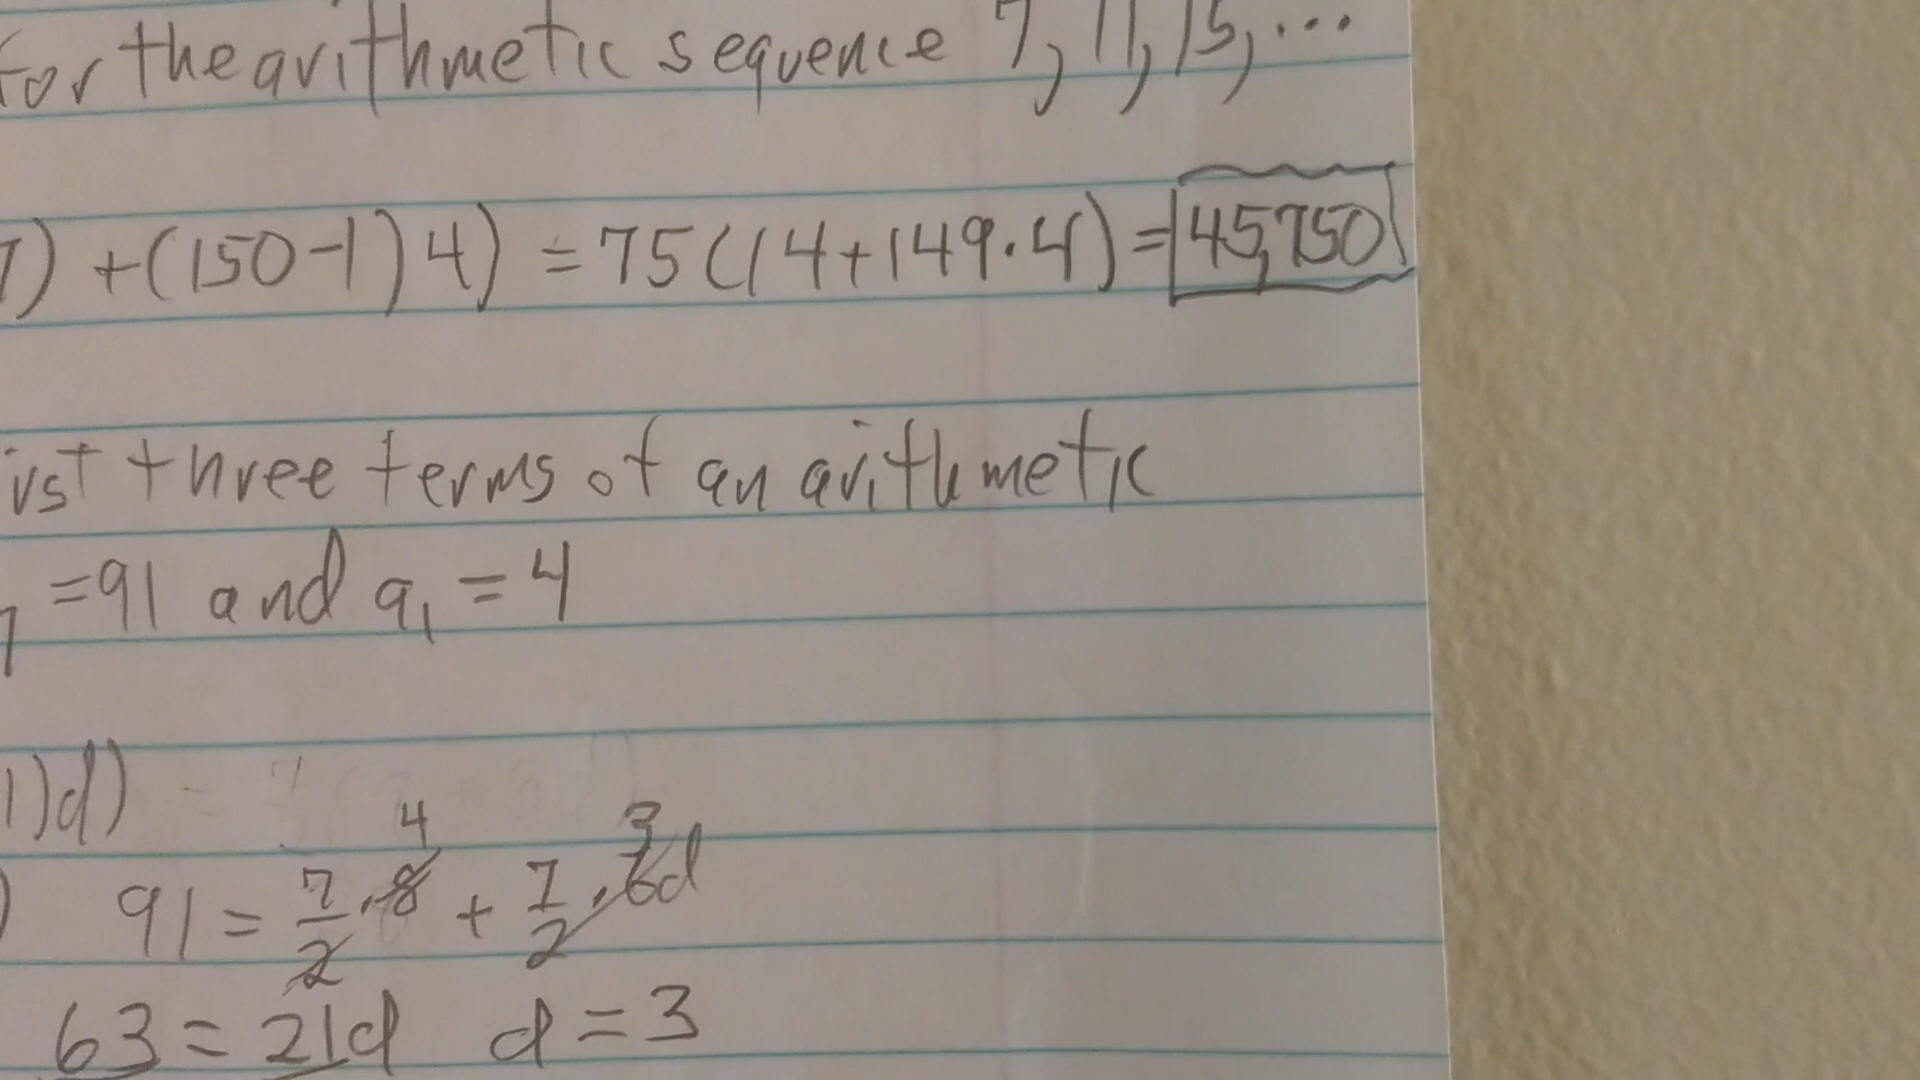 for the arithmetic sequence 7, 11, 15, ...
7) + (150-1) 4) = 75(14+149·4) = 45,750
irst three terms of an arithmetic
7 = 91 and a₁ = 4
1)d)
4 3
91 = 7/2 · 8 + 7/2 · 6d
63 = 21d d = 3